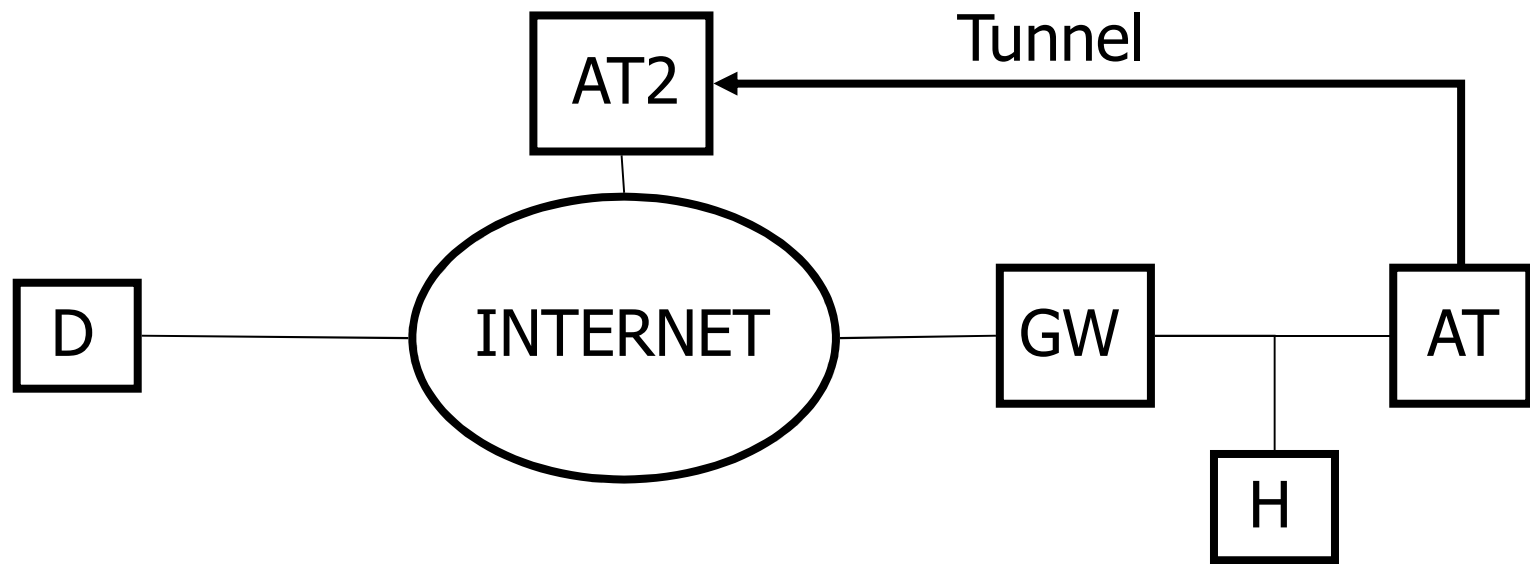 Tunnel
AT2
D
INTERNET
GW
AT
H